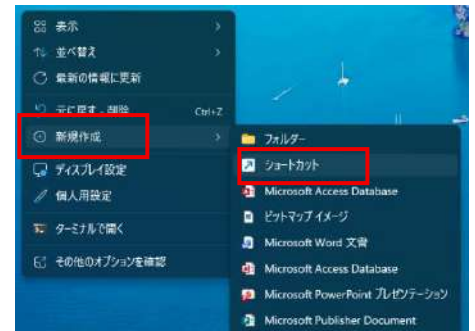 表示
並べ替え
最新の情報に更新
元に戻す - 削除 Ctrl+Z
新規作成
ディスプレイ設定
個人用設定
ターミナルで開く
その他のオプションを確認
フォルダー
ショートカット
Microsoft Access Database
ビットマップ イメージ
Microsoft Word 文書
Microsoft Access Database
Microsoft PowerPoint プレゼンテーション
Microsoft Publisher Document